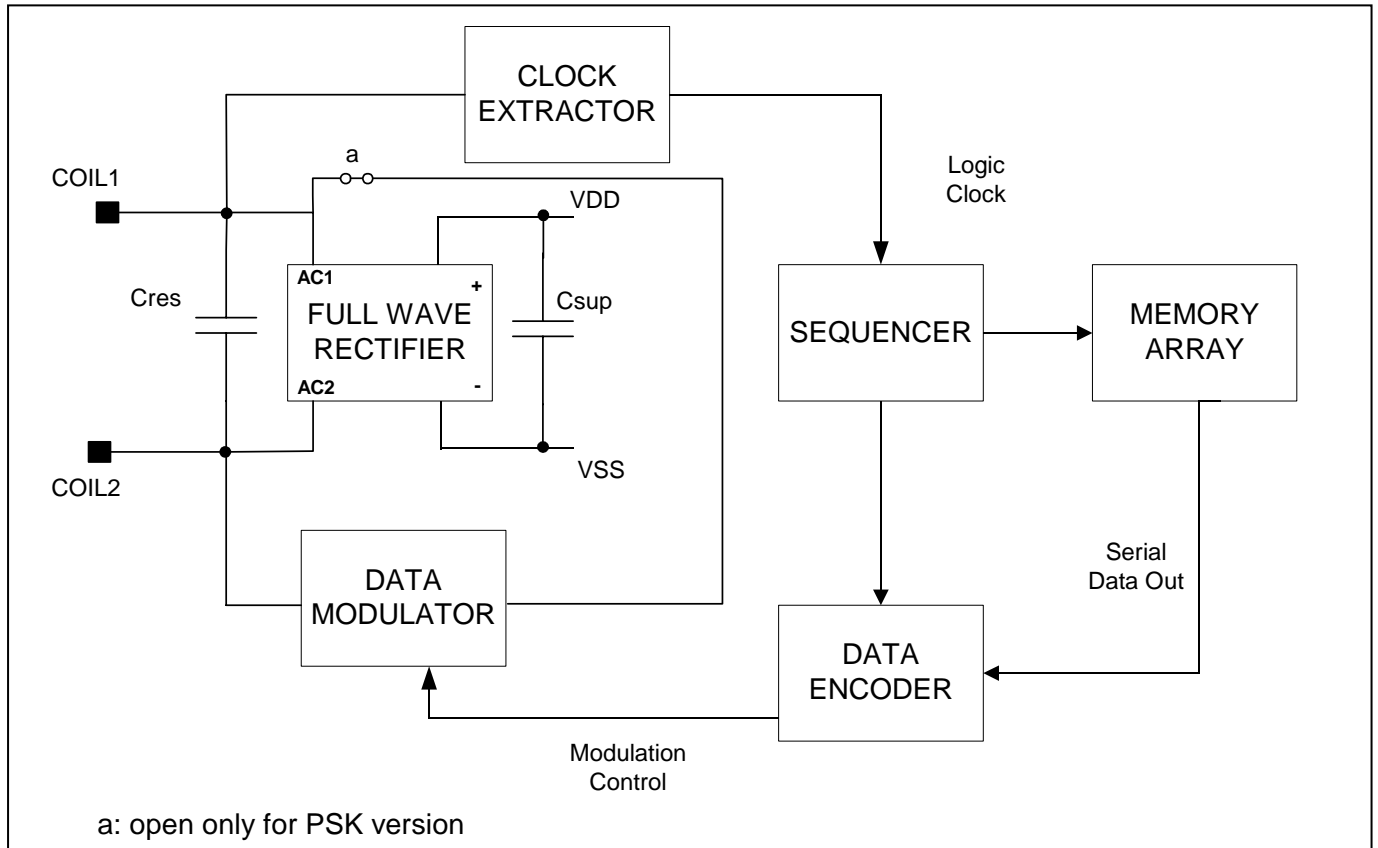 CLOCK
EXTRACTOR
a
COIL1
Logic
Clock
VDD
AC1
+
Cres
FULL WAVE
RECTIFIER
Csup
SEQUENCER
MEMORY
ARRAY
AC2
-
COIL2
VSS
DATA
MODULATOR
Serial
Data Out
DATA
ENCODER
Modulation
Control
a: open only for PSK version